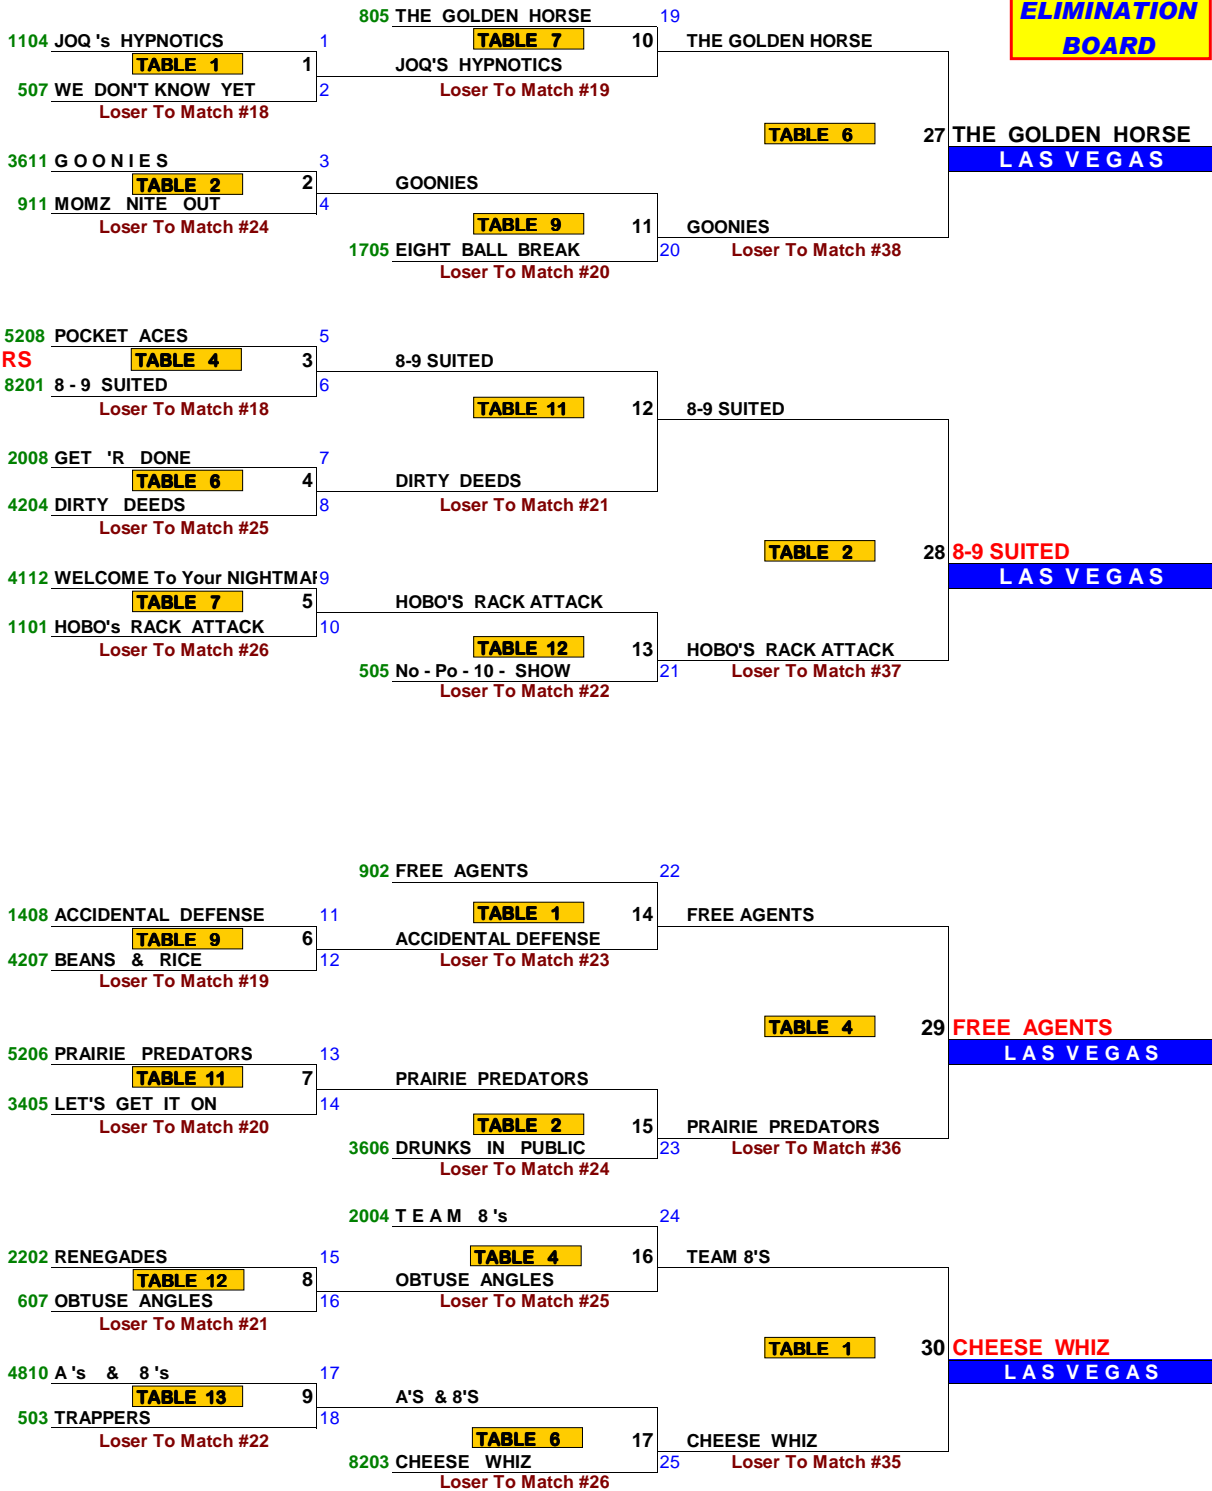 805 THE GOLDEN HORSE 19
ELIMINATION
BOARD
1104 JOQ 's HYPNOTICS 1
TABLE 7 10 THE GOLDEN HORSE
TABLE 1 1 JOQ'S HYPNOTICS
507 WE DON'T KNOW YET 2 Loser To Match #19
Loser To Match #18
TABLE 6 27 THE GOLDEN HORSE
LAS VEGAS
3611 G O O N I E S 3
TABLE 2 2 GOONIES
911 MOMZ NITE OUT 4
Loser To Match #24
TABLE 9 11 GOONIES
1705 EIGHT BALL BREAK 20 Loser To Match #38
Loser To Match #20
5208 POCKET ACES 5
RS TABLE 4 3 8-9 SUITED
8201 8 - 9 SUITED 6
Loser To Match #18
TABLE 11 12 8-9 SUITED
2008 GET 'R DONE 7
TABLE 6 4 DIRTY DEEDS
4204 DIRTY DEEDS 8 Loser To Match #21
Loser To Match #25
TABLE 2 28 8-9 SUITED
LAS VEGAS
4112 WELCOME To Your NIGHTMAR 9
TABLE 7 5 HOBO'S RACK ATTACK
1101 HOBO's RACK ATTACK 10
Loser To Match #26
TABLE 12 13 HOBO'S RACK ATTACK
505 No - Po - 10 - SHOW 21 Loser To Match #37
Loser To Match #22
902 FREE AGENTS 22
1408 ACCIDENTAL DEFENSE 11
TABLE 1 14 FREE AGENTS
TABLE 9 6 ACCIDENTAL DEFENSE
4207 BEANS & RICE 12 Loser To Match #23
Loser To Match #19
TABLE 4 29 FREE AGENTS
LAS VEGAS
5206 PRAIRIE PREDATORS 13
TABLE 11 7 PRAIRIE PREDATORS
3405 LET'S GET IT ON 14
Loser To Match #20
TABLE 2 15 PRAIRIE PREDATORS
3606 DRUNKS IN PUBLIC 23 Loser To Match #36
Loser To Match #24
2004 T E A M 8 's 24
2202 RENEGADES 15
TABLE 4 16 TEAM 8'S
TABLE 12 8 OBTUSE ANGLES
607 OBTUSE ANGLES 16 Loser To Match #25
Loser To Match #21
TABLE 1 30 CHEESE WHIZ
LAS VEGAS
4810 A 's & 8 's 17
TABLE 13 9 A'S & 8'S
503 TRAPPERS 18
Loser To Match #22
TABLE 6 17 CHEESE WHIZ
8203 CHEESE WHIZ 25 Loser To Match #35
Loser To Match #26